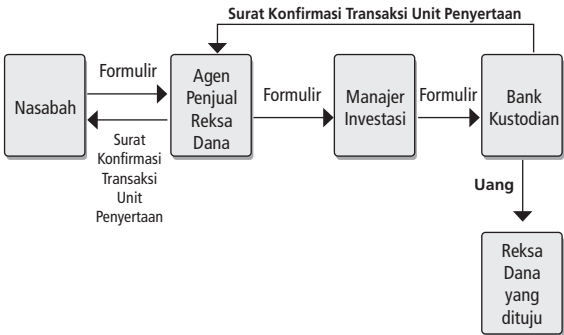 Surat Konfirmasi Transaksi Unit Penyertaan
Nasabah
Formulir
Surat
Konfirmasi
Transaksi
Unit
Penyertaan
Agen
Penjual
Reksa
Dana
Formulir
Manajer
Investasi
Formulir
Bank
Kustodian
Uang
Reksa
Dana
yang
dituju